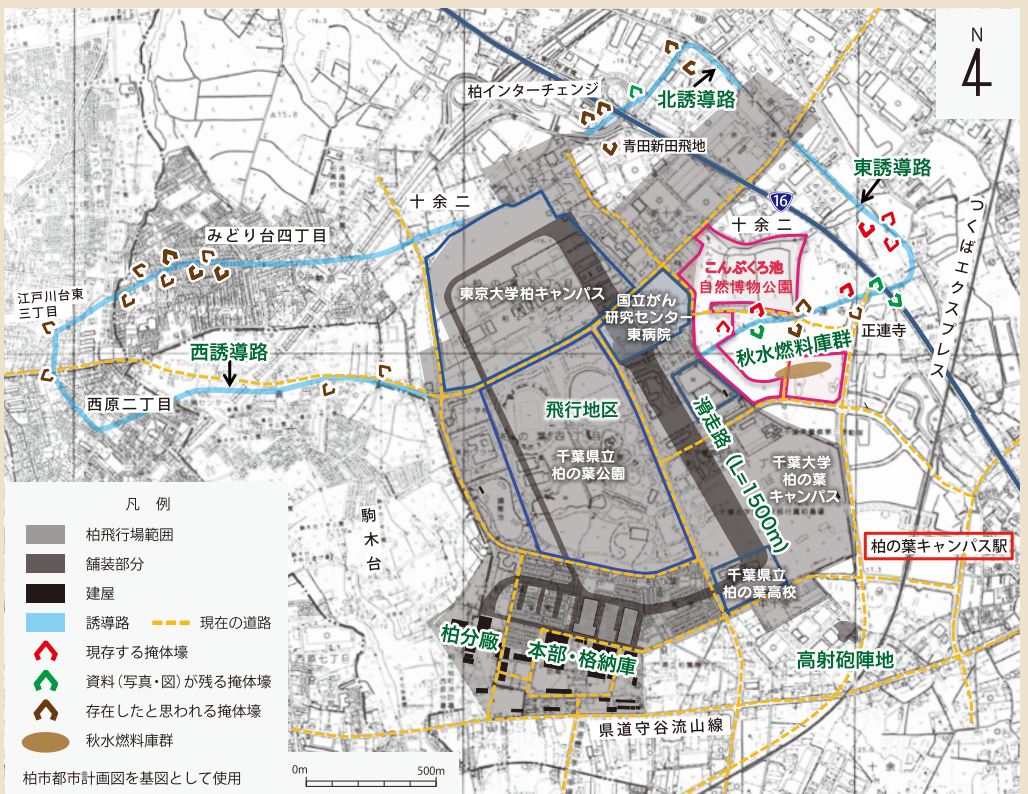 N
柏インターチェンジ
北誘導路
青田新田飛地
東誘導路
16
十余二
十余二
つくばエクスプレス
みどり台四丁目
こんぶくろ池
自然博物公園
江戸川台東
三丁目
東京大学柏キャンパス
国立がん
研究センター
東病院
正連寺
秋水燃料庫群
西誘導路
西原二丁目
飛行地区
滑走路(L=1500m)
千葉県立
柏の葉公園
千葉大学
柏の葉
キャンパス
駒木台
柏の葉キャンパス駅
千葉県立
柏の葉高校
柏分廠
本部・格納庫
高射砲陣地
県道守谷流山線
凡 例
柏飛行場範囲
舗装部分
建屋
誘導路
現在の道路
現存する掩体壕
資料(写真・図)が残る掩体壕
存在したと思われる掩体壕
秋水燃料庫群
柏市都市計画図を基図として使用
0m
500m